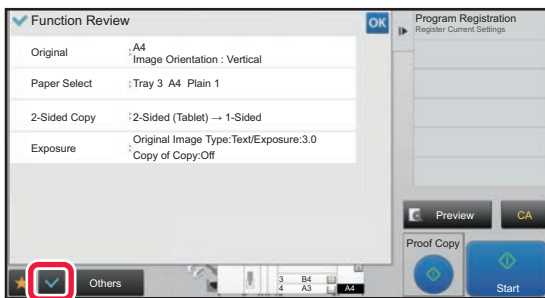 Function Review
OK
Original
:A4
Image Orientation : Vertical
Paper Select
:Tray 3 A4 Plain 1
2-Sided Copy
:2-Sided (Tablet) → 1-Sided
Exposure
:Original Image Type:Text/Exposure:3.0
Copy of Copy:Off
Others
3 B4
4 A3
A4
Program Registration
Register Current Settings
Preview
CA
Proof Copy
Start